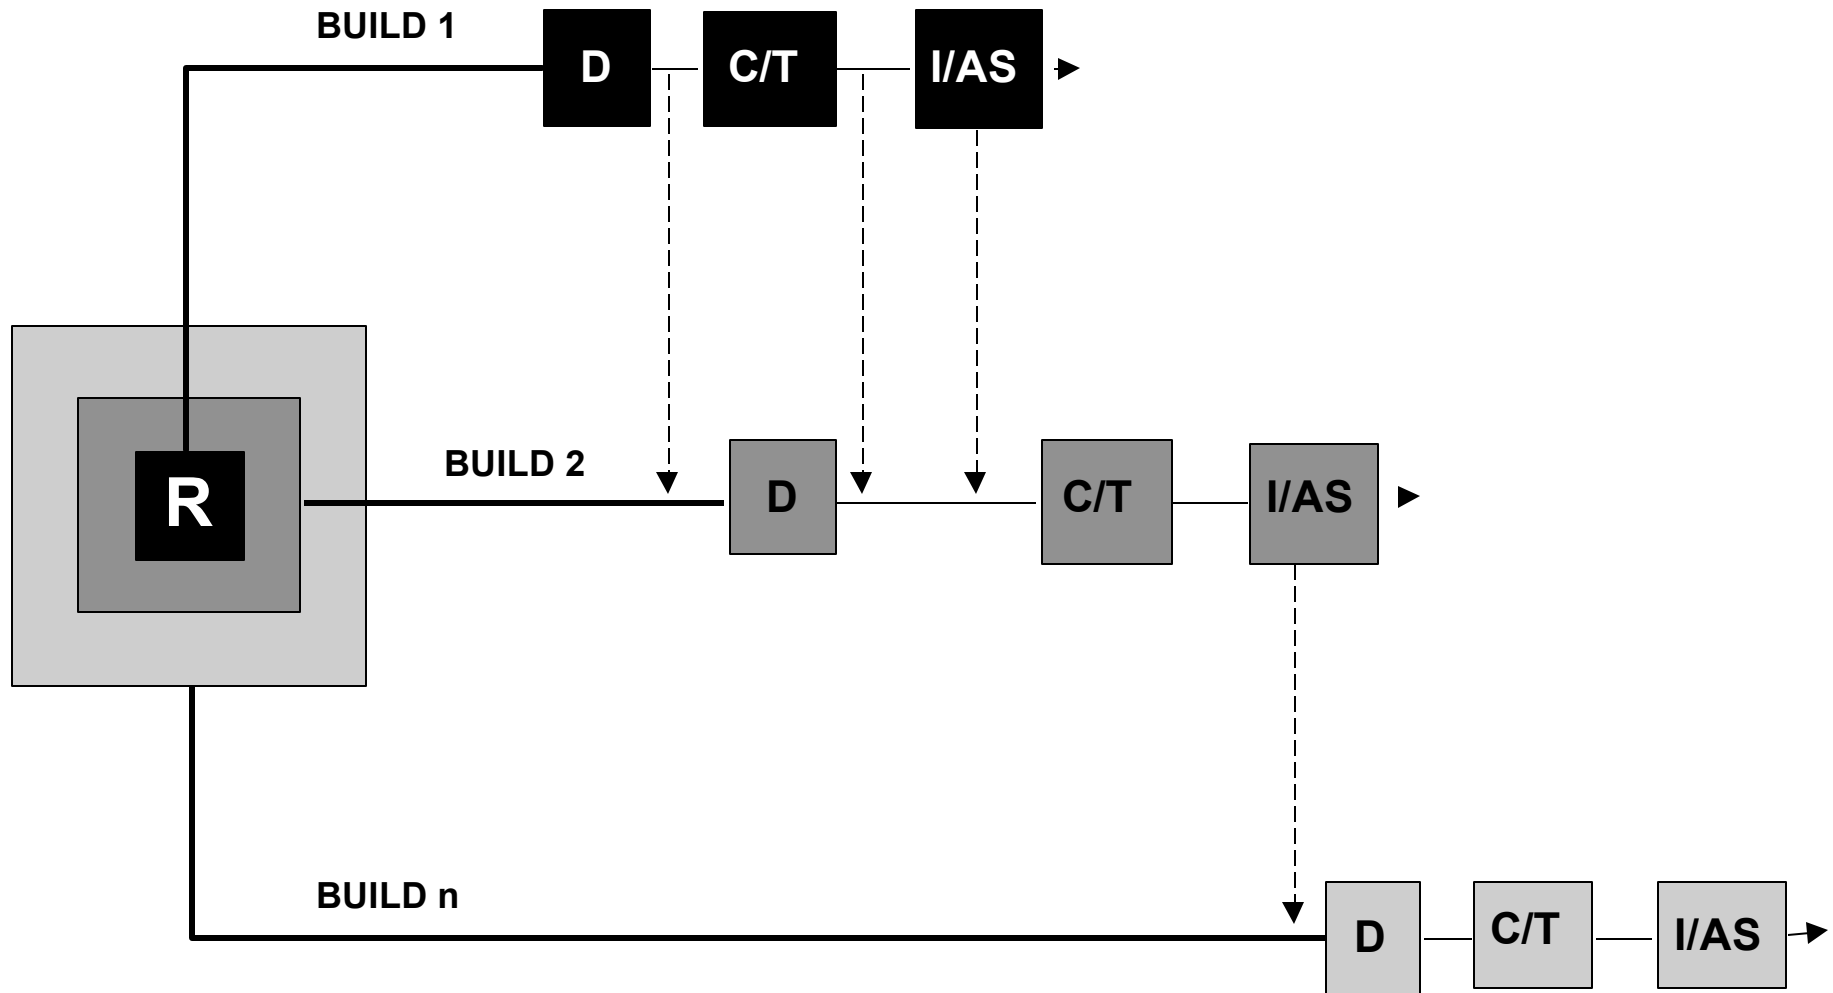 BUILD 1
D
C/T
I/AS
R
BUILD 2
D
C/T
I/AS
BUILD n
D
C/T
I/AS